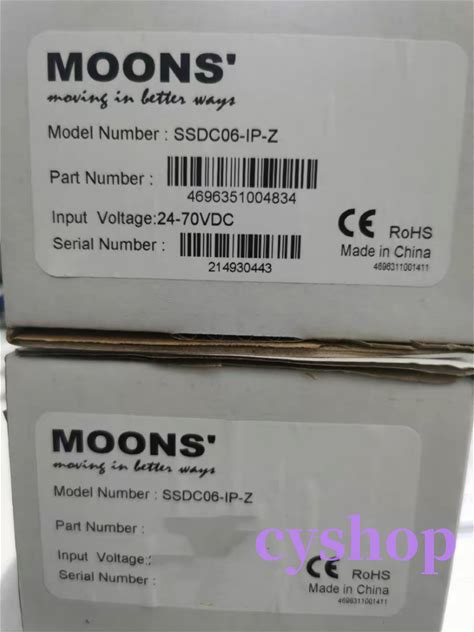 MOONS'
moving in better ways
Model Number : SSDC06-IP-Z
Part Number :
4696351004834
Input Voltage:24-70VDC
Serial Number :
214930443
CE RoHS
Made in China
4696311001411
MOONS'
moving in better ways
Model Number : SSDC06-IP-Z
Part Number :
Input Voltage:
Serial Number :
CE RoHS
Made in China
4696311001411
cyshop